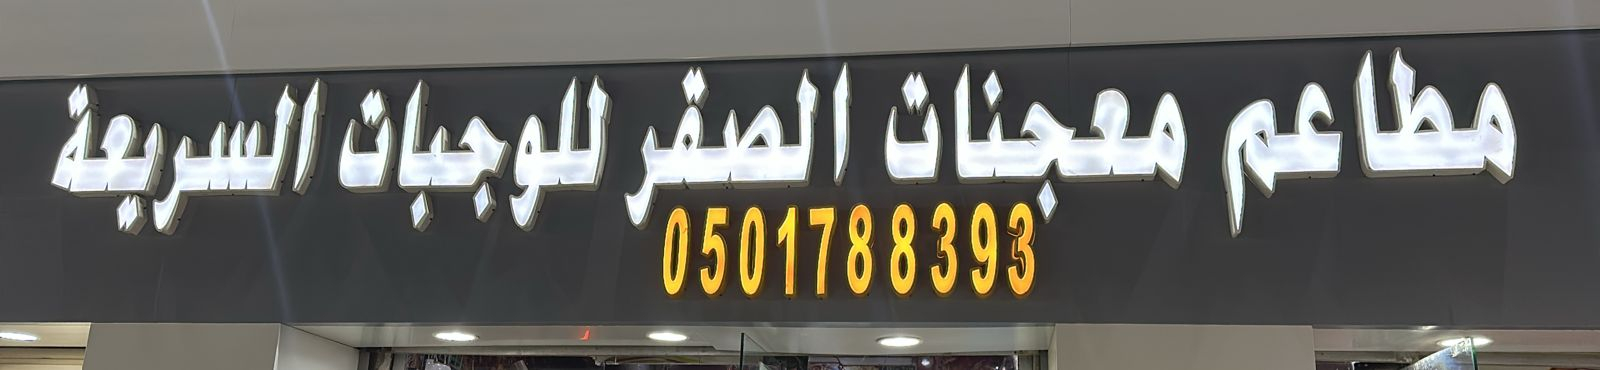 مطاعم معجنات الصقر للوجبات السريعة
0501788393